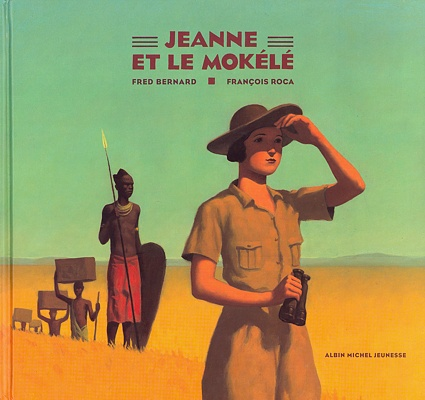 JEANNE
ET LE MOKÉLÉ
FRED BERNARD ■ FRANÇOIS ROCA
ALBIN MICHEL JEUNESSE